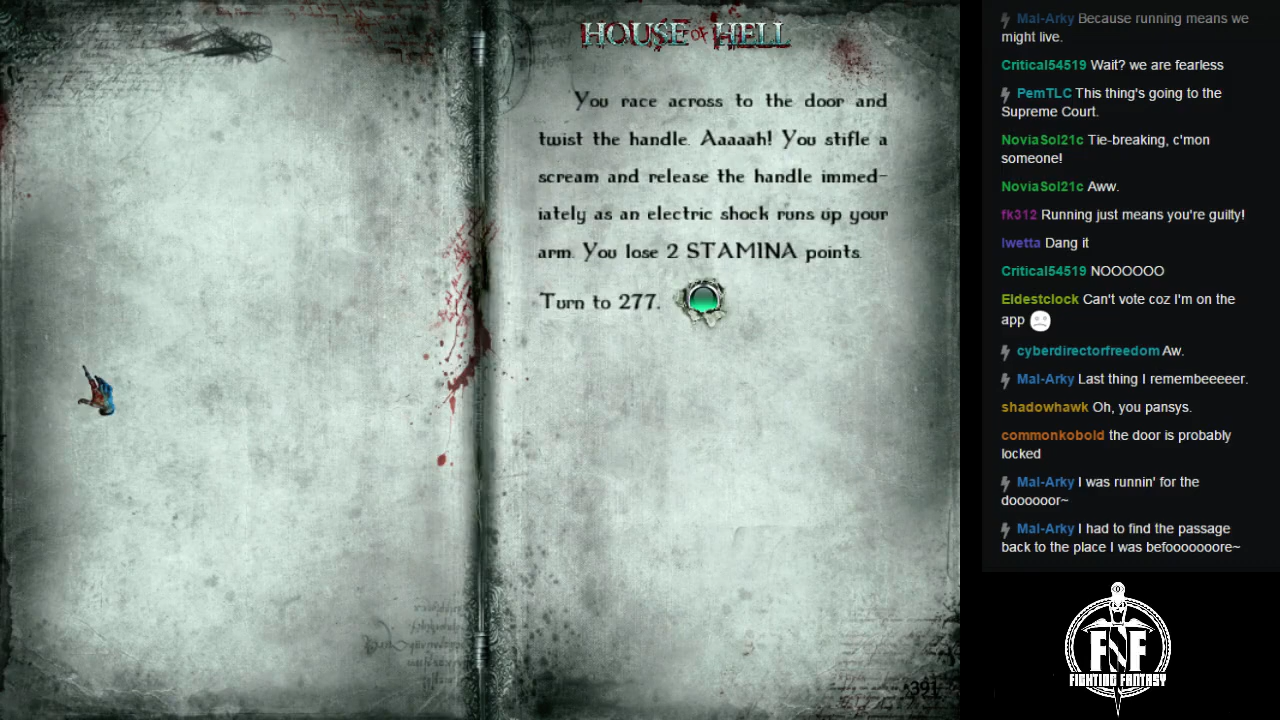 HOUSE OF HELL
You race across to the door and
twist the handle. Aaaaah! You stifle a
scream and release the handle immed-
iately as an electric shock runs up your
arm. You lose 2 STAMINA points.
Turn to 277.
391
Mal-Arky Because running means we
might live.
Critical54519 Wait? we are fearless
PemTLC This thing's going to the
Supreme Court.
NoviaSol21c Tie-breaking, c'mon
someone!
NoviaSol21c Aww.
fk312 Running just means you're guilty!
lwetta Dang it
Critical54519 NOOOOOO
Eldestclock Can't vote coz I'm on the
app
cyberdirectorfreedom Aw.
Mal-Arky Last thing I remembeeeeer.
shadowhawk Oh, you pansys.
commonkobold the door is probably
locked
Mal-Arky I was runnin' for the
doooooor~
Mal-Arky I had to find the passage
back to the place I was befooooooore~
FF
FIGHTING FANTASY